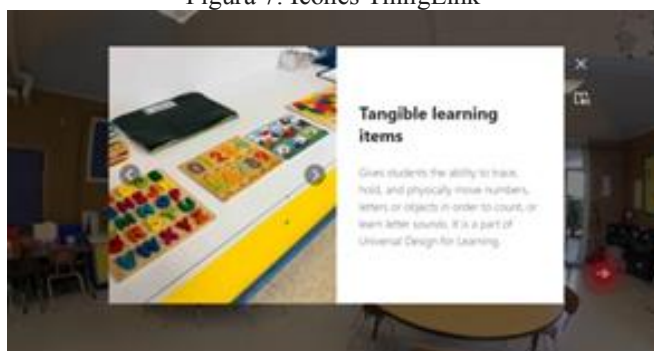 Figura 7: Ícones ThingLink
Tangible learning
items
Gives students the ability to trace,
hold, and physically move numbers,
letters or objects in order to count, or
learn letter sounds. It is a part of
Universal Design for Learning.